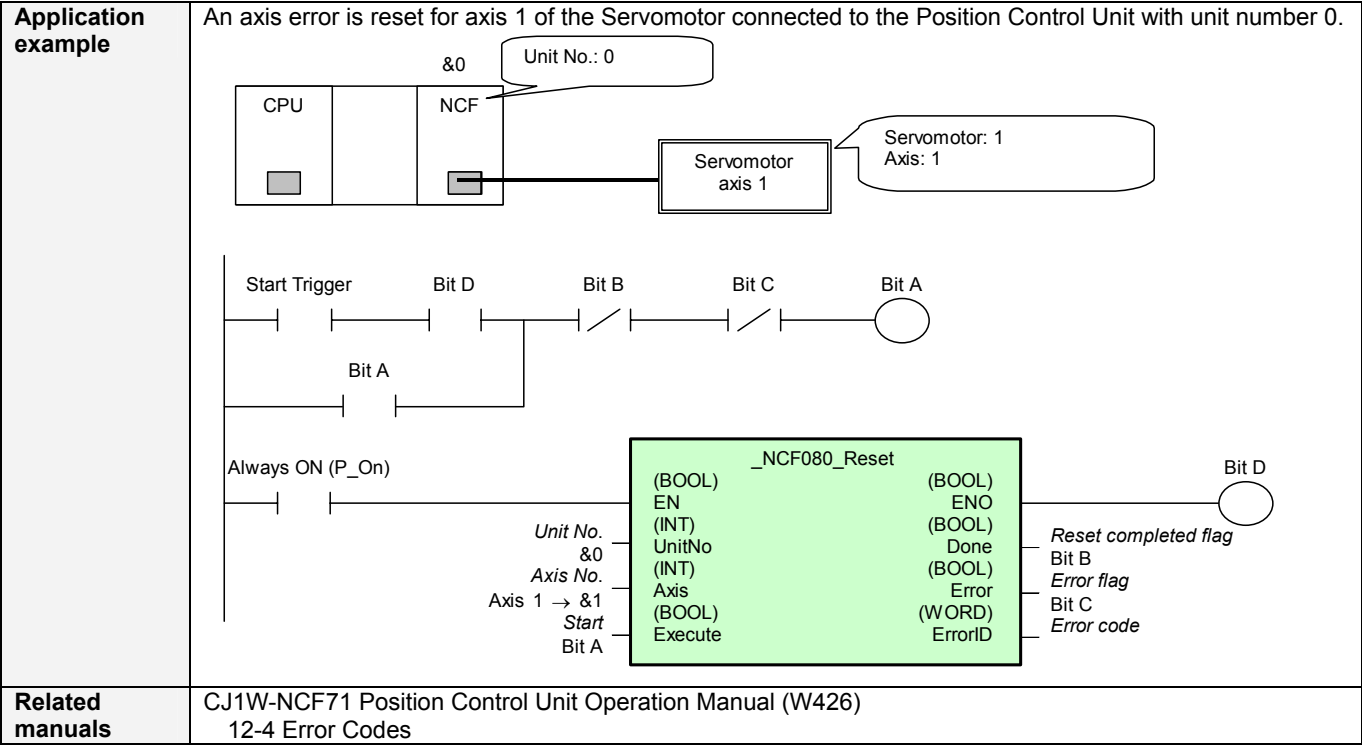 Application
example
An axis error is reset for axis 1 of the Servomotor connected to the Position Control Unit with unit number 0.
&0
Unit No.: 0
CPU
NCF
Servomotor: 1
Axis: 1
Servomotor
axis 1
Start Trigger
Bit D
Bit B
Bit C
Bit A
Bit A
Always ON (P_On)
_NCF080_Reset
Bit D
(BOOL)
EN
(INT)
UnitNo
(INT)
Axis
(BOOL)
Execute
(BOOL)
ENO
(BOOL)
Done
(BOOL)
Error
(WORD)
ErrorID
Unit No.
&0
Axis No.
Axis 1 → &1
Start
Bit A
Reset completed flag
Bit B
Error flag
Bit C
Error code
Related
manuals
CJ1W-NCF71 Position Control Unit Operation Manual (W426)
12-4 Error Codes